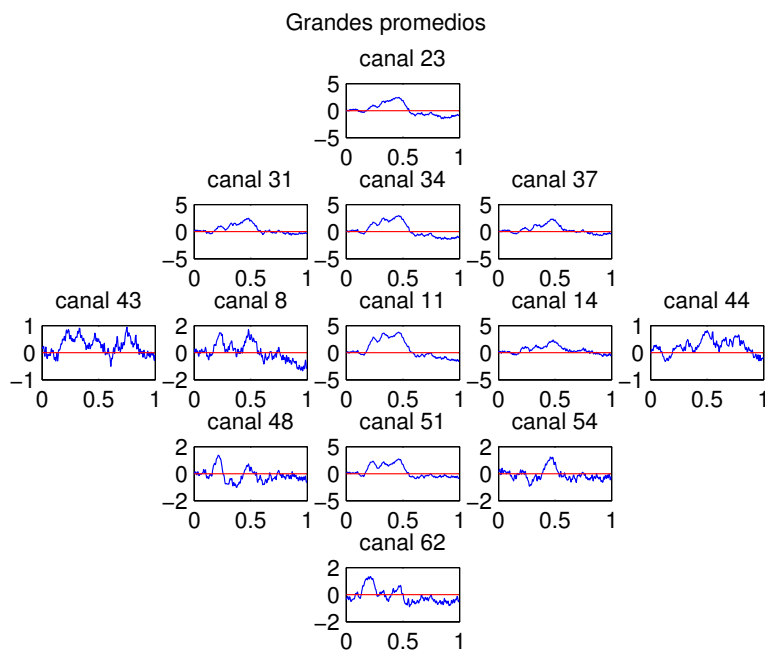 Grandes promedios
canal 23
5
0
−5
0 0.5 1
canal 31 canal 34 canal 37
5 5 5
0 0 0
−5 −5 −5
0 0.5 1 0 0.5 1 0 0.5 1
canal 43 canal 8 canal 11 canal 14 canal 44
1 2 5 5 1
0 0 0 0 0
−1 −2 −5 −5 −1
0 0.5 1 0 0.5 1 0 0.5 1 0 0.5 1 0 0.5 1
canal 48 canal 51 canal 54
2 5 2
0 0 0
−2 −5 −2
0 0.5 1 0 0.5 1 0 0.5 1
canal 62
2
0
−2
0 0.5 1